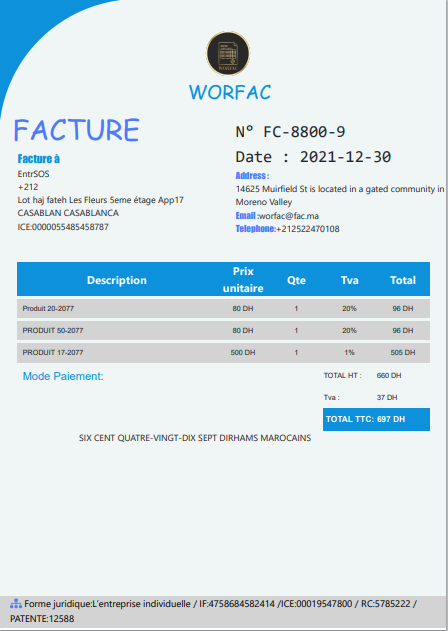 WORFAC
WORFAC
FACTURE
N° FC-8800-9
Date : 2021-12-30
Facture à
EntrSOS
+212
Lot haj fateh Les Fleurs 5eme étage App17
CASABLAN CASABLANCA
ICE:0000055485458787
Address :
14625 Muirfield St is located in a gated community in
Moreno Valley
Email :worfac@fac.ma
Telephone:+212522470108
Description Prix unitaire Qte Tva Total
Produit 20-2077 80 DH 1 20% 96 DH
PRODUIT 50-2077 80 DH 1 20% 96 DH
PRODUIT 17-2077 500 DH 1 1% 505 DH
Mode Paiement:
TOTAL HT : 660 DH
Tva : 37 DH
TOTAL TTC: 697 DH
SIX CENT QUATRE-VINGT-DIX SEPT DIRHAMS MAROCAINS
Forme juridique:L'entreprise individuelle / IF:4758684582414 /ICE:00019547800 / RC:5785222 /
PATENTE:12588